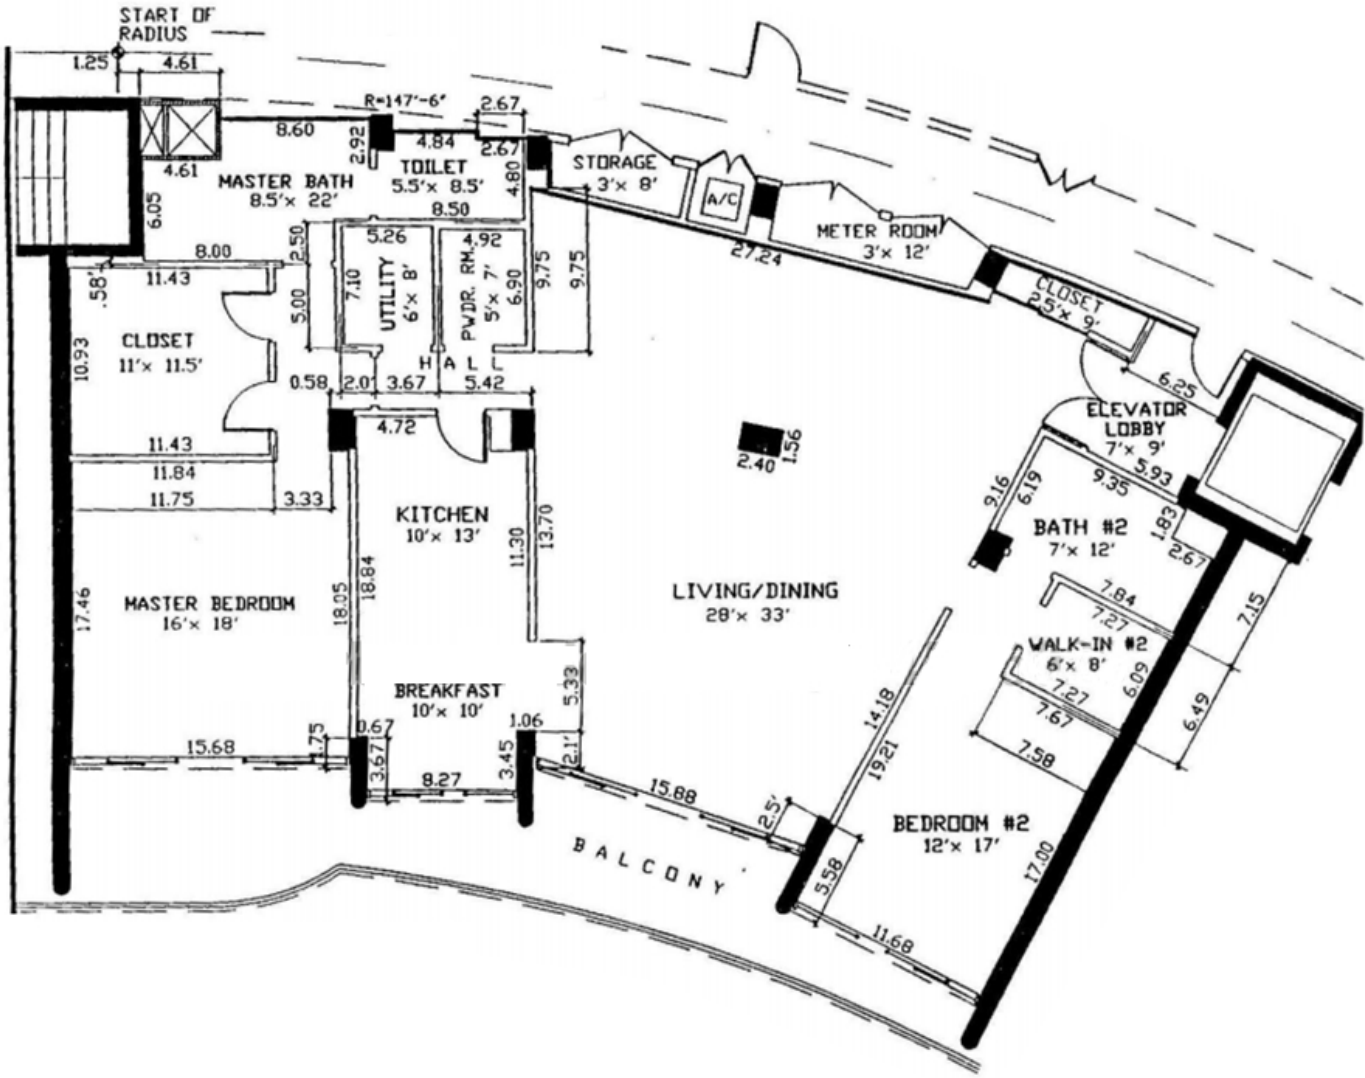 START OF
RADIUS
1.25
4.61
R=147'-6"
2.67
8.60
2.92
4.84
2.67
4.61
TOILET
5.5'x 8.5'
4.80
STORAGE
3'x 8'
A/C
MASTER BATH
8.5'x 22'
6.05
8.50
METER ROOM
3'x 12'
27.24
8.00
2.50
5.26
4.92
9.75
9.75
.58'
11.43
5.00
7.10
UTILITY
6'x 8'
PWDR. RM.
5'x 7'
6.90
CLOSET
2.5'x 9'
CLOSET
11'x 11.5'
10.93
HALL
0.58
2.0'
3.67
5.42
6.25
ELEVATOR
LOBBY
7'x 9'
4.72
11.43
11.84
11.75
3.33
2.40
1.56
5.93
9.35
9.16
6.19
KITCHEN
10'x 13'
11.30
13.70
BATH #2
7'x 12'
1.83
2.67
7.15
17.46
MASTER BEDROOM
16'x 18'
18.05
18.84
LIVING/DINING
28'x 33'
7.84
7.27
WALK-IN #2
6'x 8'
6.09
6.49
7.27
7.67
7.58
BREAKFAST
10'x 10'
5.33
14.18
19.21
15.68
1.75
0.67
3.67
8.27
1.06
3.45
2.1'
15.88
2.5'
5.58
BEDROOM #2
12'x 17'
17.00
BALCONY
11.68